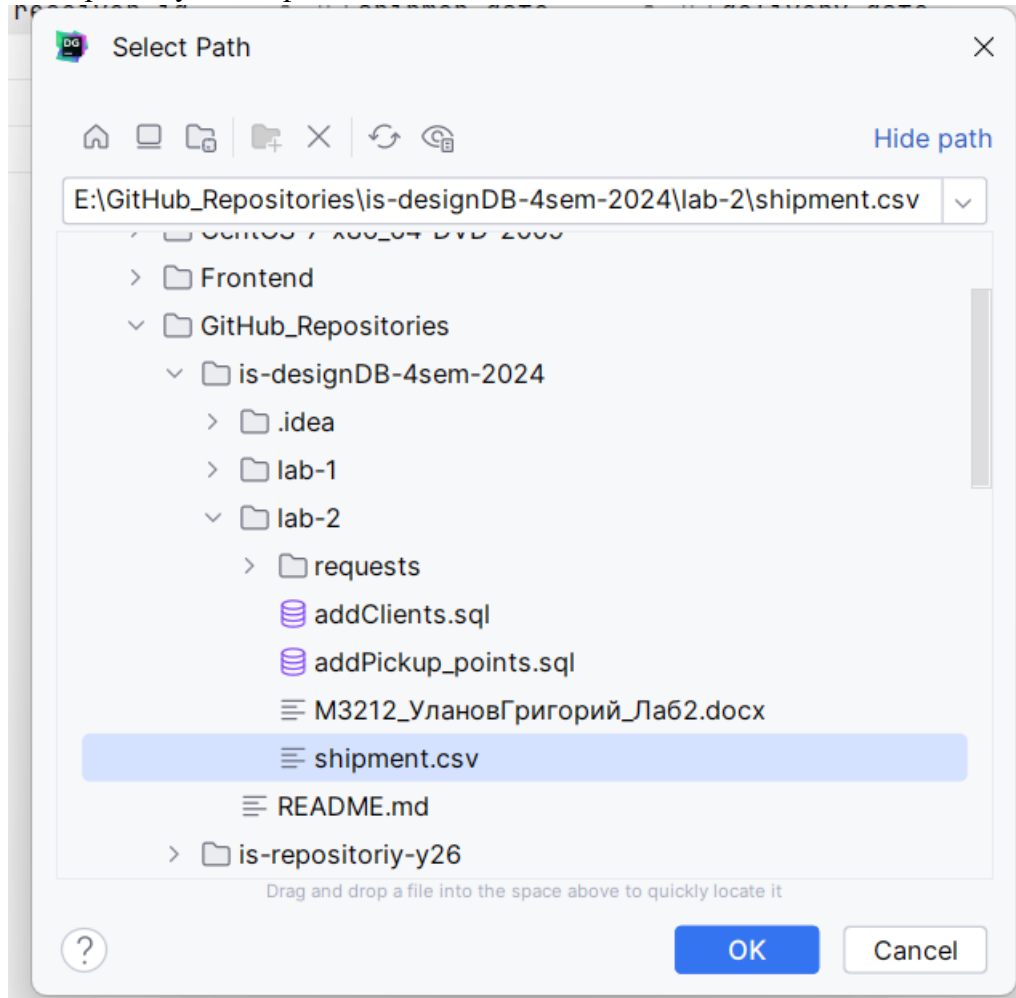 DG
Select Path
Hide path
E:\GitHub_Repositories\is-designDB-4sem-2024\lab-2\shipment.csv
Frontend
GitHub_Repositories
is-designDB-4sem-2024
.idea
lab-1
lab-2
requests
addClients.sql
addPickup_points.sql
М3212_УлановГригорий_Лаб2.docx
shipment.csv
README.md
is-repositoriy-y26
Drag and drop a file into the space above to quickly locate it
?
OK
Cancel